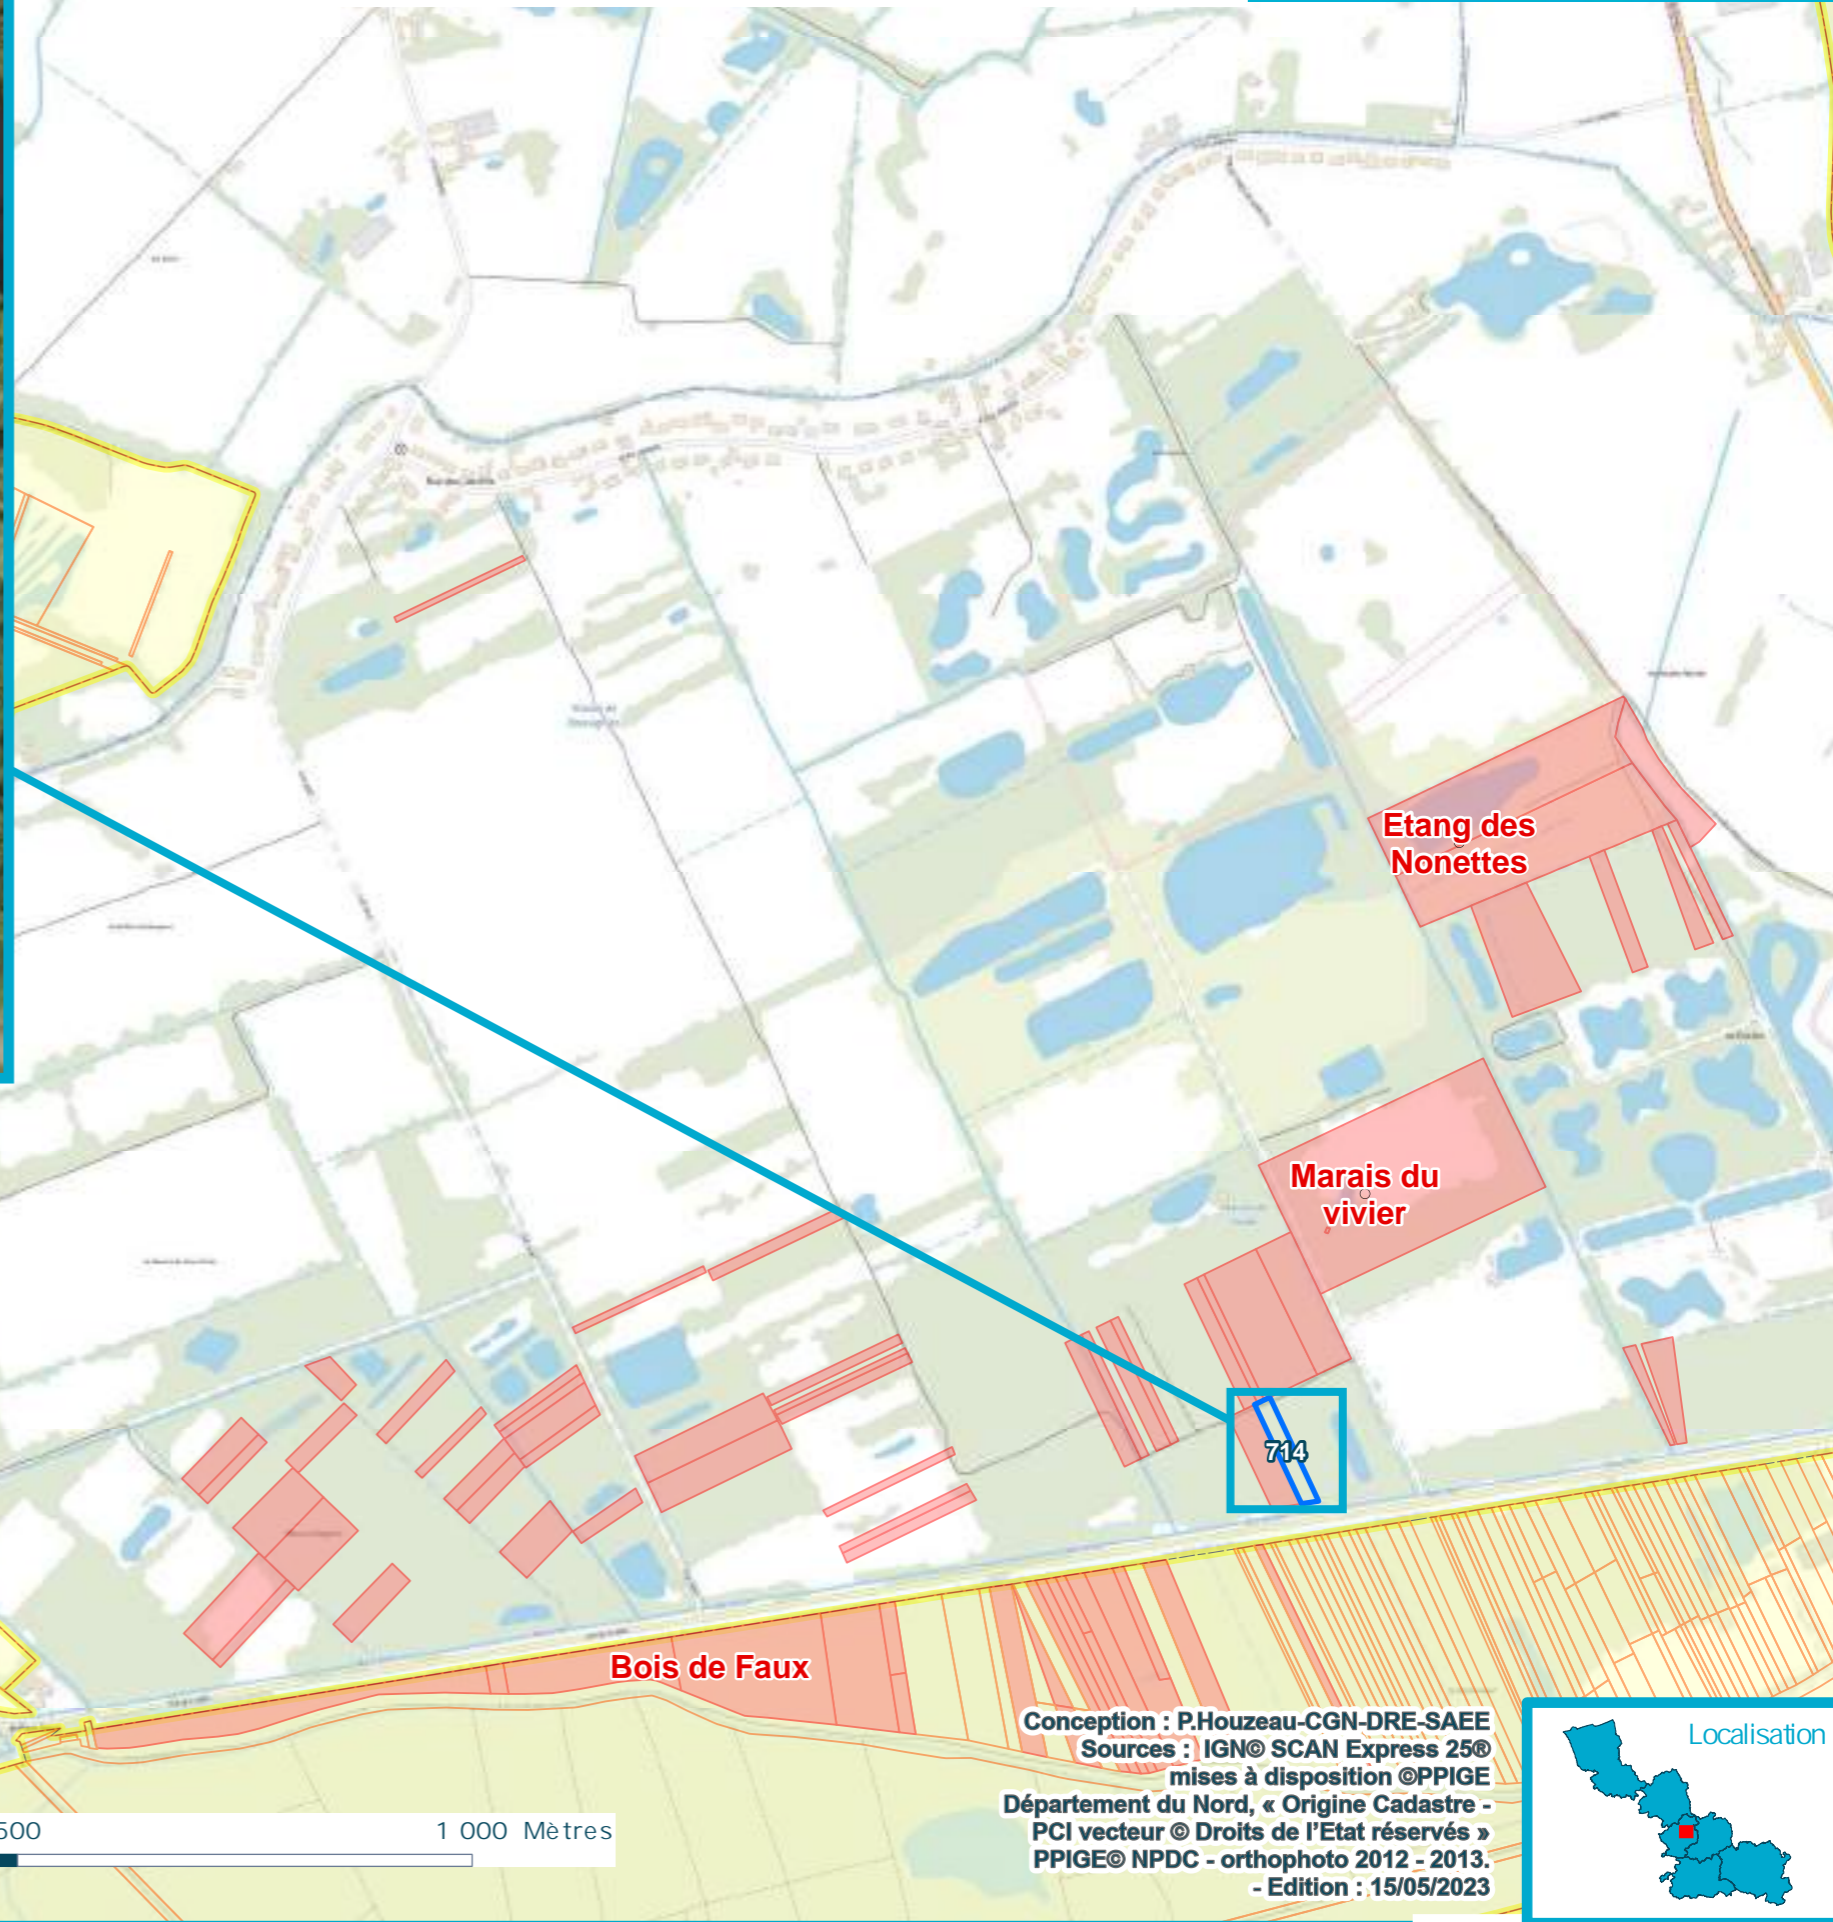 Etang des
Nonettes
Marais du
vivier
714
Bois de Faux
Conception : P.Houzeau-CGN-DRE-SAEE
Sources : IGN© SCAN Express 25®
mises à disposition ©PPIGE
Département du Nord, « Origine Cadastre -
PCI vecteur © Droits de l'Etat réservés »
PPIGE© NPDC - orthophoto 2012 - 2013.
- Edition : 15/05/2023
Localisation
500
1 000 Mètres